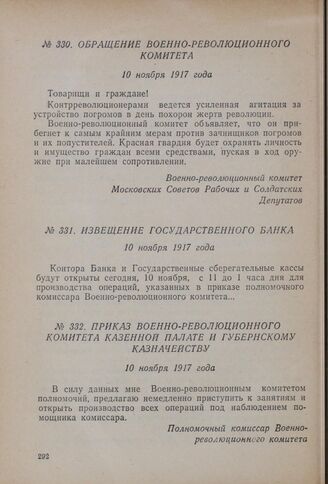 № 330. ОБРАЩЕНИЕ ВОЕННО-РЕВОЛЮЦИОННОГО
КОМИТЕТА
10 ноября 1917 года
Товарищи и граждане!
Контрреволюционерами ведется усиленная агитация за
устройство погромов в день похорон жертв революции.
Военно-революционный комитет объявляет, что он при-
бегнет к самым крайним мерам против зачинщиков погромов
и их попустителей. Красная гвардия будет охранять личность
и имущество граждан всеми средствами, пуская в ход ору-
жие при малейшем сопротивлении.
Военно-революционный комитет
Московских Советов Рабочих и Солдатских
Депутатов
№ 331. ИЗВЕЩЕНИЕ ГОСУДАРСТВЕННОГО БАНКА
10 ноября 1917 года
Контора Банка и Государственные сберегательные кассы
будут открыты сегодня, 10 ноября, с 11 до 1 часа дня для
производства операций, указанных в приказе полномочного
комиссара Военно-революционного комитета...
№ 332. ПРИКАЗ ВОЕННО-РЕВОЛЮЦИОННОГО
КОМИТЕТА КАЗЕННОЙ ПАЛАТЕ И ГУБЕРНСКОМУ
КАЗНАЧЕЙСТВУ
10 ноября 1917 года
В силу данных мне Военно-революционным комитетом
полномочий, предлагаю немедленно приступить к занятиям и
открыть производство всех операций под наблюдением по-
мощника комиссара.
Полномочный комиссар Военно-
революционного комитета
292